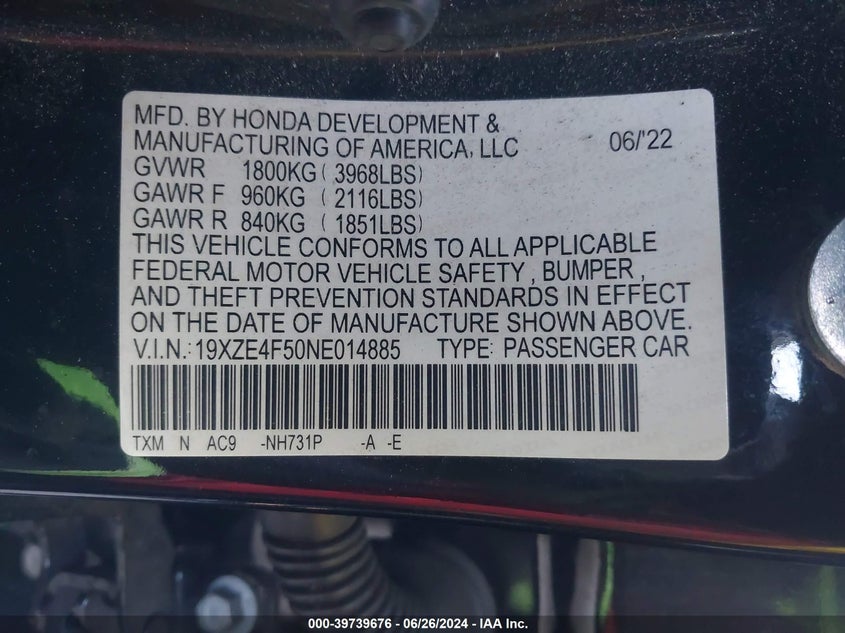 MFD. BY HONDA DEVELOPMENT &
MANUFACTURING OF AMERICA, LLC 06/'22
GVWR 1800KG ( 3968LBS)
GAWR F 960KG ( 2116LBS)
GAWR R 840KG ( 1851LBS)
THIS VEHICLE CONFORMS TO ALL APPLICABLE
FEDERAL MOTOR VEHICLE SAFETY , BUMPER ,
AND THEFT PREVENTION STANDARDS IN EFFECT
ON THE DATE OF MANUFACTURE SHOWN ABOVE.
V.I.N.: 19XZE4F50NE014885 TYPE: PASSENGER CAR
TXM N AC9 -NH731P -A -E
000-39739676 - 06/26/2024 - IAA Inc.